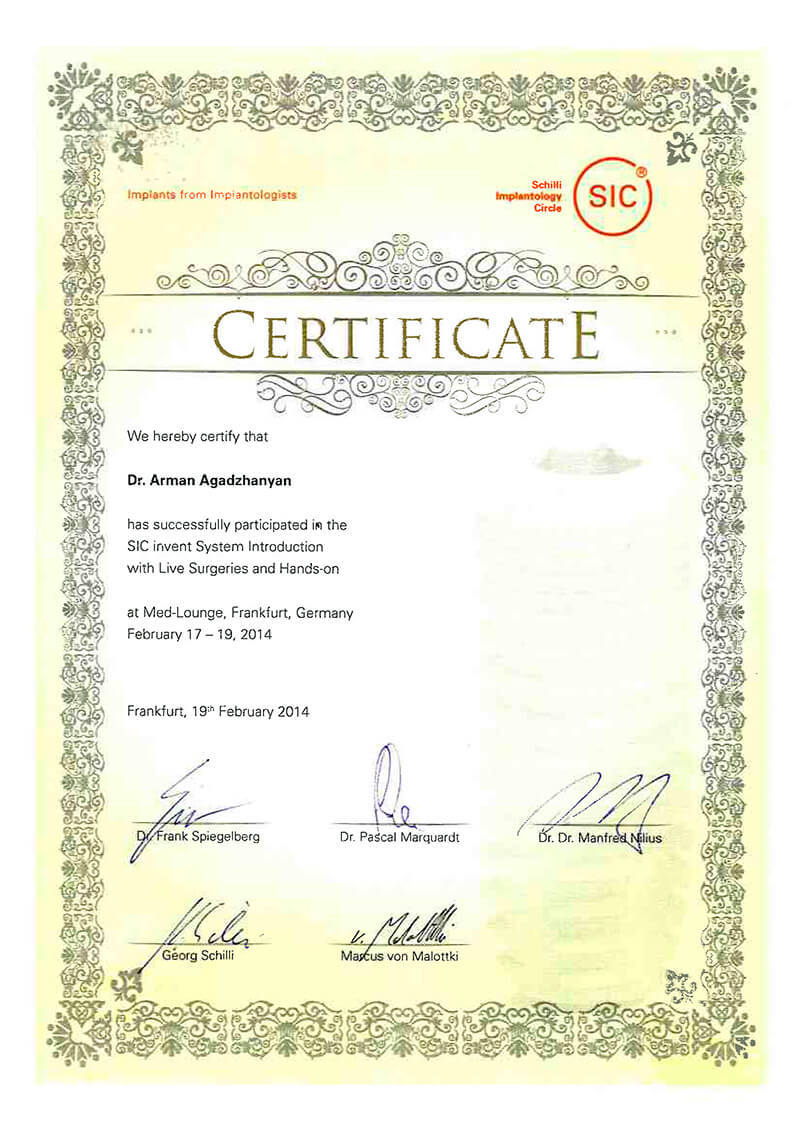 Implants from Implantologists
Schilli
Implantology
Circle
SIC®
CERTIFICATE
We hereby certify that
Dr. Arman Agadzhanyan
has successfully participated in the
SIC invent System Introduction
with Live Surgeries and Hands-on
at Med-Lounge, Frankfurt, Germany
February 17 – 19, 2014
Frankfurt, 19th February 2014
Dr. Frank Spiegelberg
Dr. Pascal Marquardt
Dr. Dr. Manfred Nilius
Georg Schilli
Marcus von Malottki